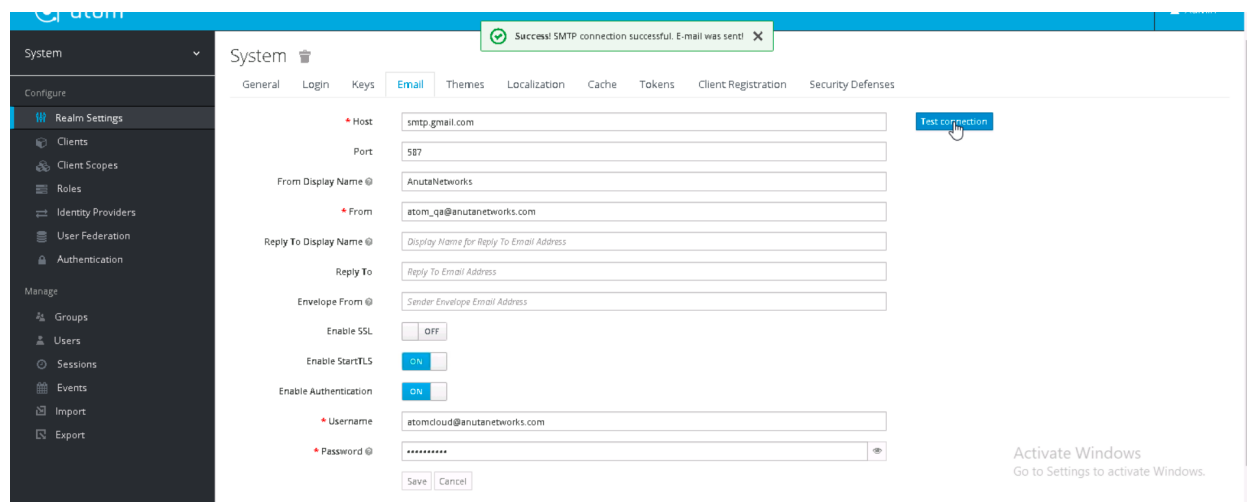 atom
Success! SMTP connection successful. E-mail was sent!
System
System
General Login Keys Email Themes Localization Cache Tokens Client Registration Security Defenses
Configure
Realm Settings
Clients
Client Scopes
Roles
Identity Providers
User Federation
Authentication
Manage
Groups
Users
Sessions
Events
Import
Export
* Host smtp.gmail.com Test connection
Port 587
From Display Name AnutaNetworks
* From atom_qa@anutanetworks.com
Reply To Display Name Display Name for Reply To Email Address
Reply To Reply To Email Address
Envelope From Sender Envelope Email Address
Enable SSL OFF
Enable StartTLS ON
Enable Authentication ON
* Username atomcloud@anutanetworks.com
* Password ••••••••••
Save Cancel
Activate Windows
Go to Settings to activate Windows.